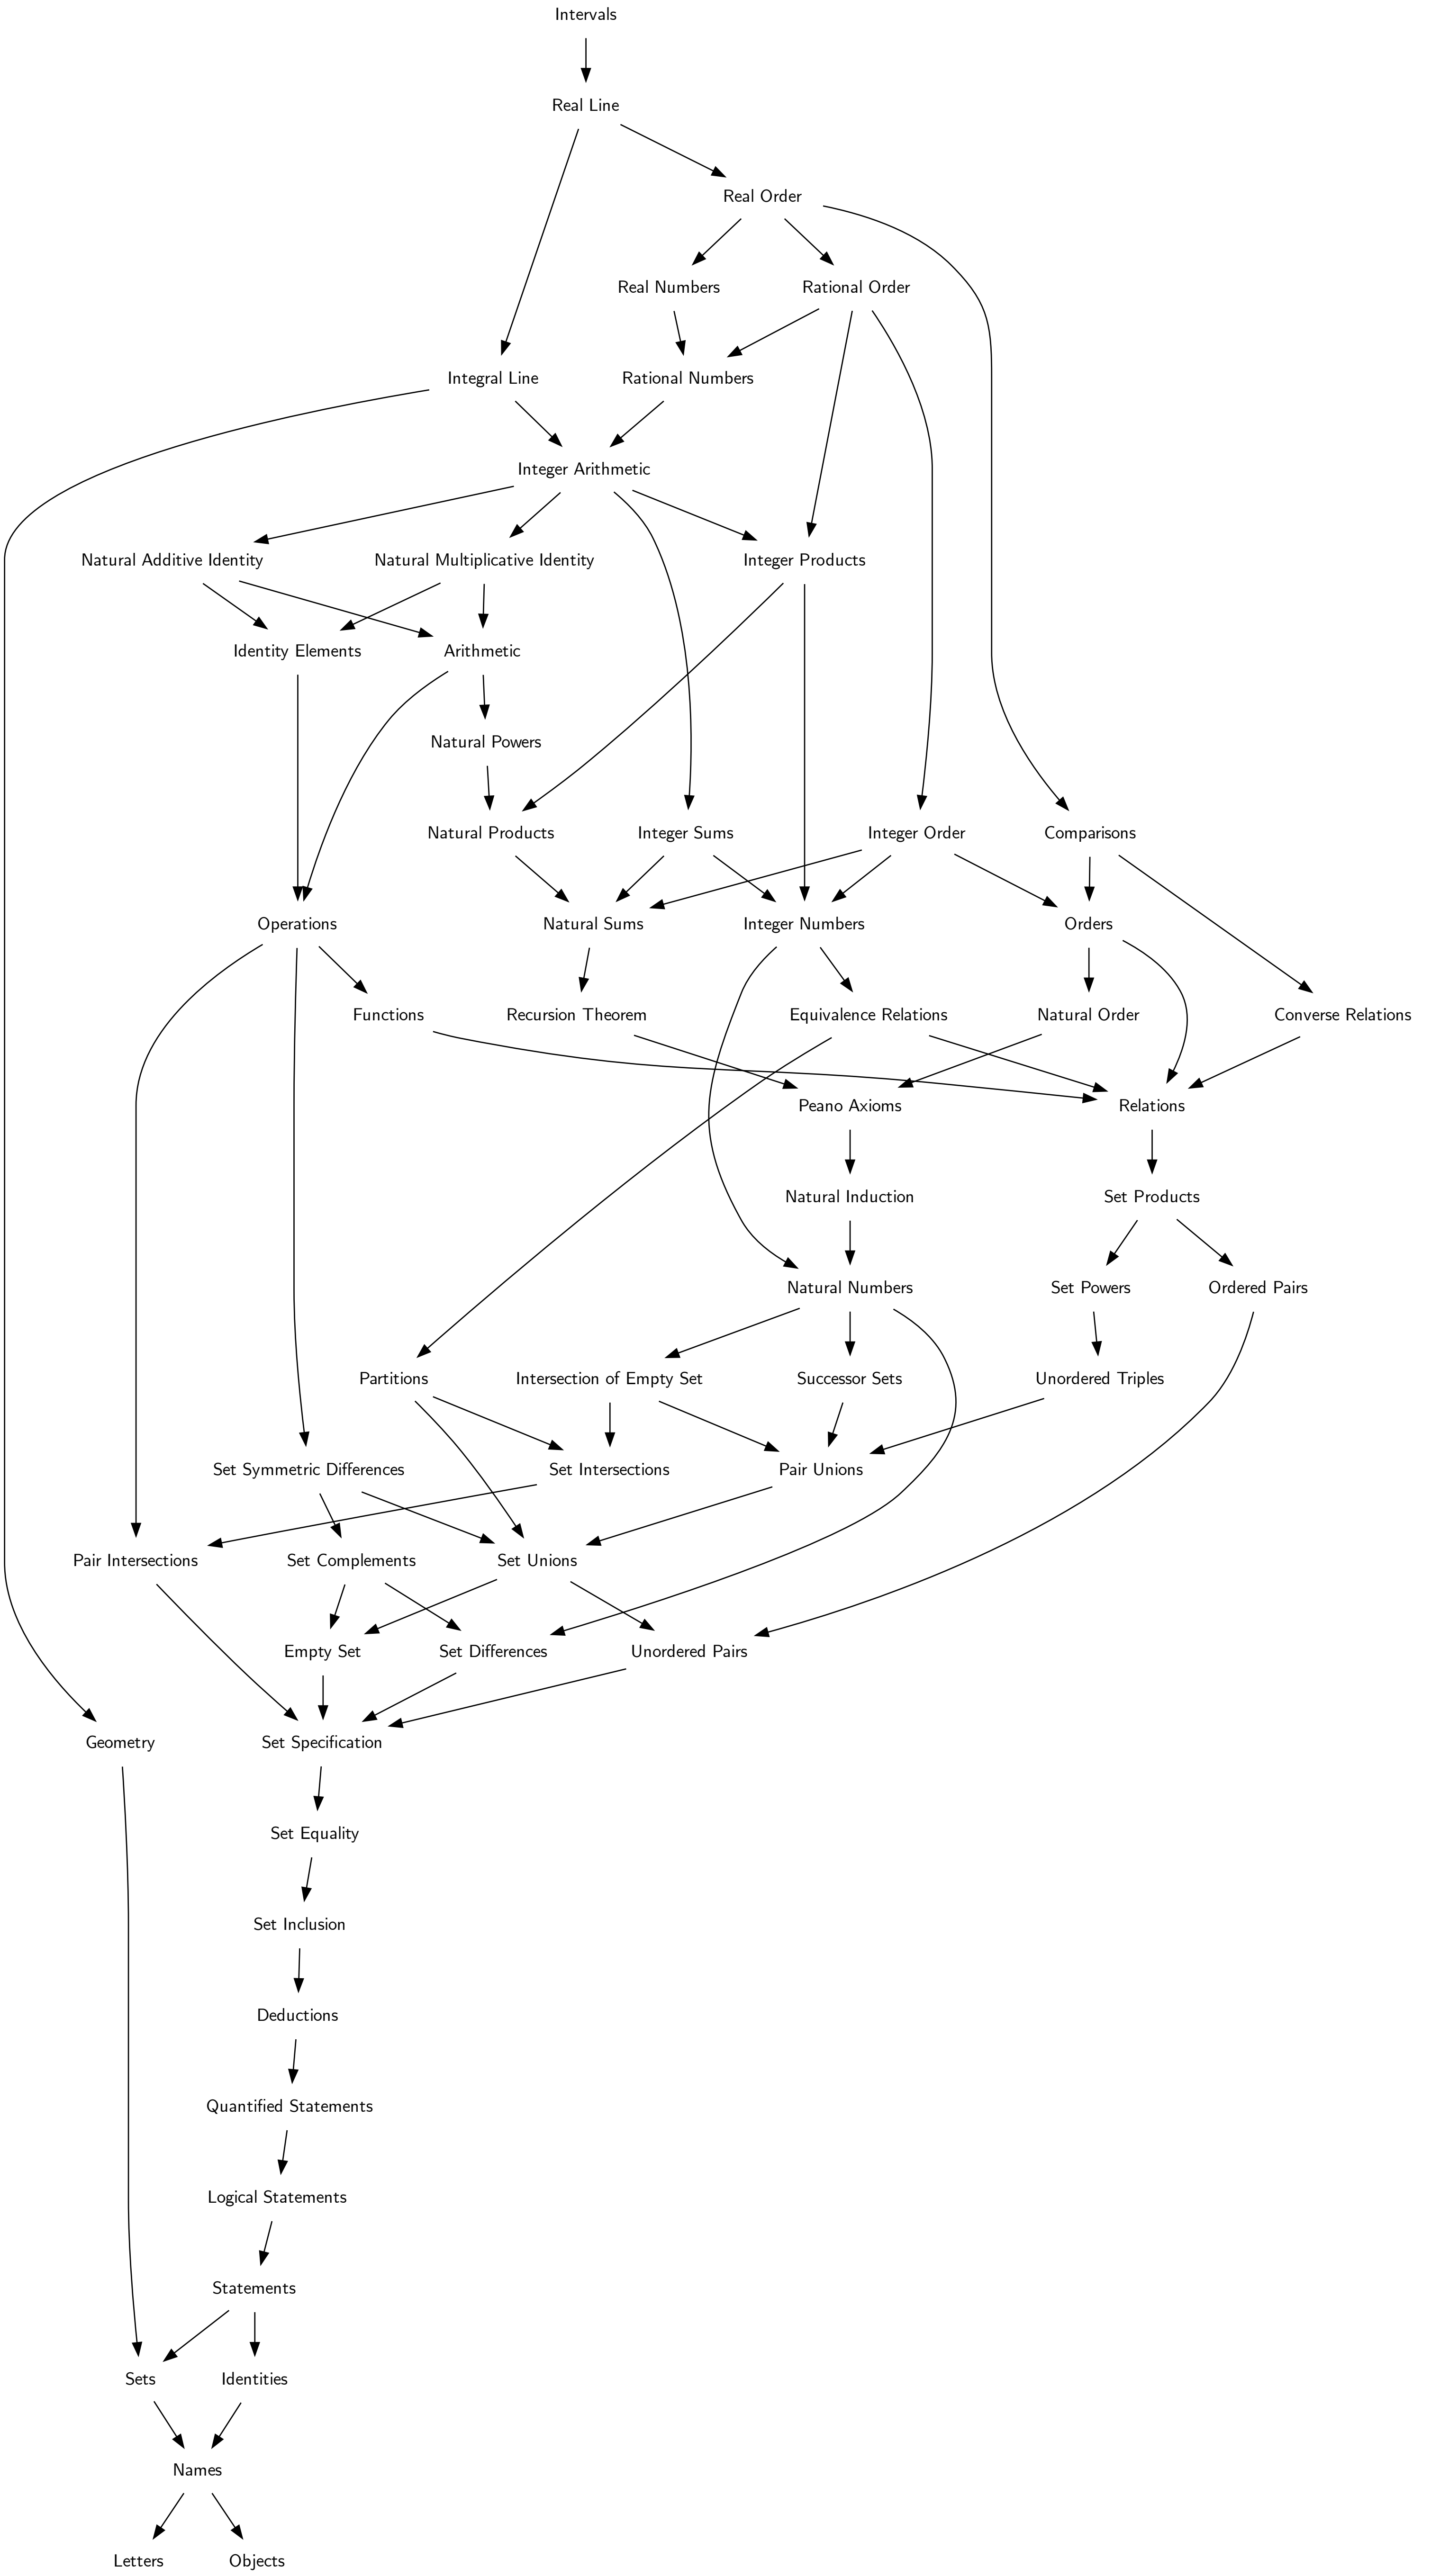 Intervals
Real Line
Real Order
Real Numbers
Rational Order
Integral Line
Rational Numbers
Integer Arithmetic
Natural Additive Identity
Natural Multiplicative Identity
Integer Products
Identity Elements
Arithmetic
Natural Powers
Natural Products
Integer Sums
Integer Order
Comparisons
Operations
Natural Sums
Integer Numbers
Orders
Functions
Recursion Theorem
Equivalence Relations
Natural Order
Converse Relations
Peano Axioms
Relations
Natural Induction
Set Products
Natural Numbers
Set Powers
Ordered Pairs
Partitions
Intersection of Empty Set
Successor Sets
Unordered Triples
Set Symmetric Differences
Set Intersections
Pair Unions
Pair Intersections
Set Complements
Set Unions
Empty Set
Set Differences
Unordered Pairs
Geometry
Set Specification
Set Equality
Set Inclusion
Deductions
Quantified Statements
Logical Statements
Statements
Sets
Identities
Names
Letters
Objects